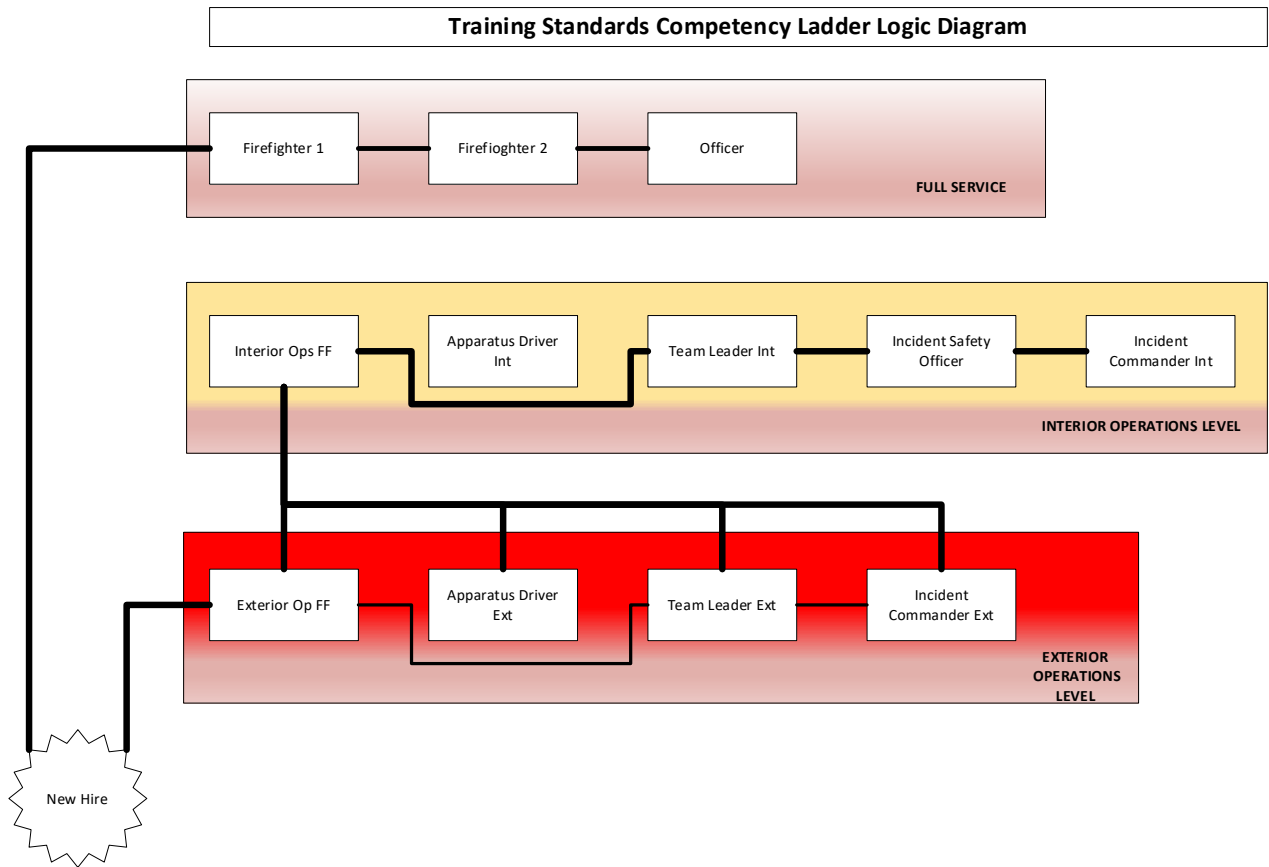 Training Standards Competency Ladder Logic Diagram
Firefighter 1
Firefioghter 2
Officer
FULL SERVICE
Interior Ops FF
Apparatus Driver
Int
Team Leader Int
Incident Safety
Officer
Incident
Commander Int
INTERIOR OPERATIONS LEVEL
Exterior Op FF
Apparatus Driver
Ext
Team Leader Ext
Incident
Commander Ext
EXTERIOR
OPERATIONS
LEVEL
New Hire